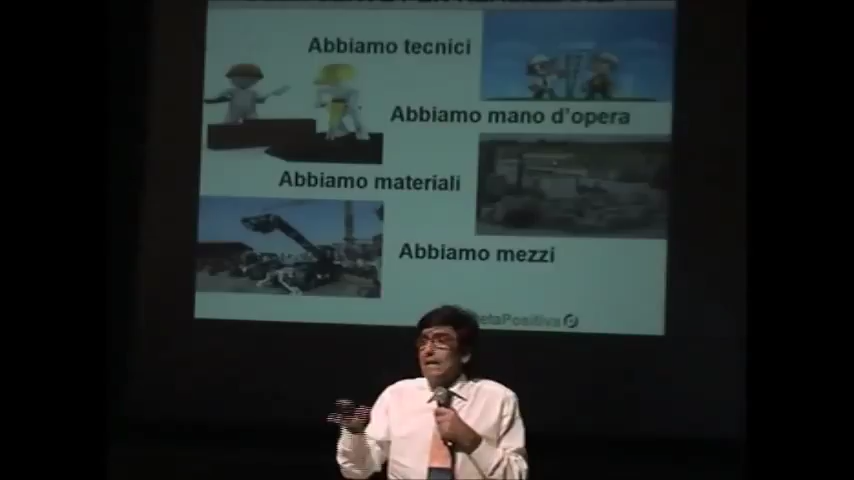 Abbiamo tecnici
Abbiamo mano d'opera
Abbiamo materiali
Abbiamo mezzi